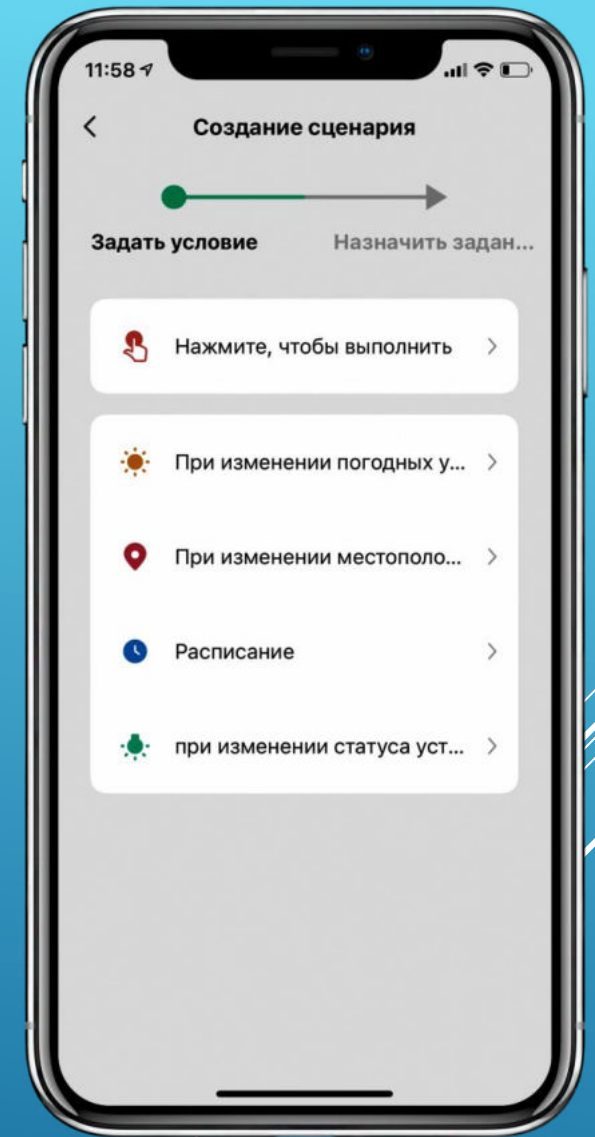 11:58
Создание сценария
Задать условие
Назначить задан...
Нажмите, чтобы выполнить
При изменении погодных у...
При изменении местополо...
Расписание
при изменении статуса уст...